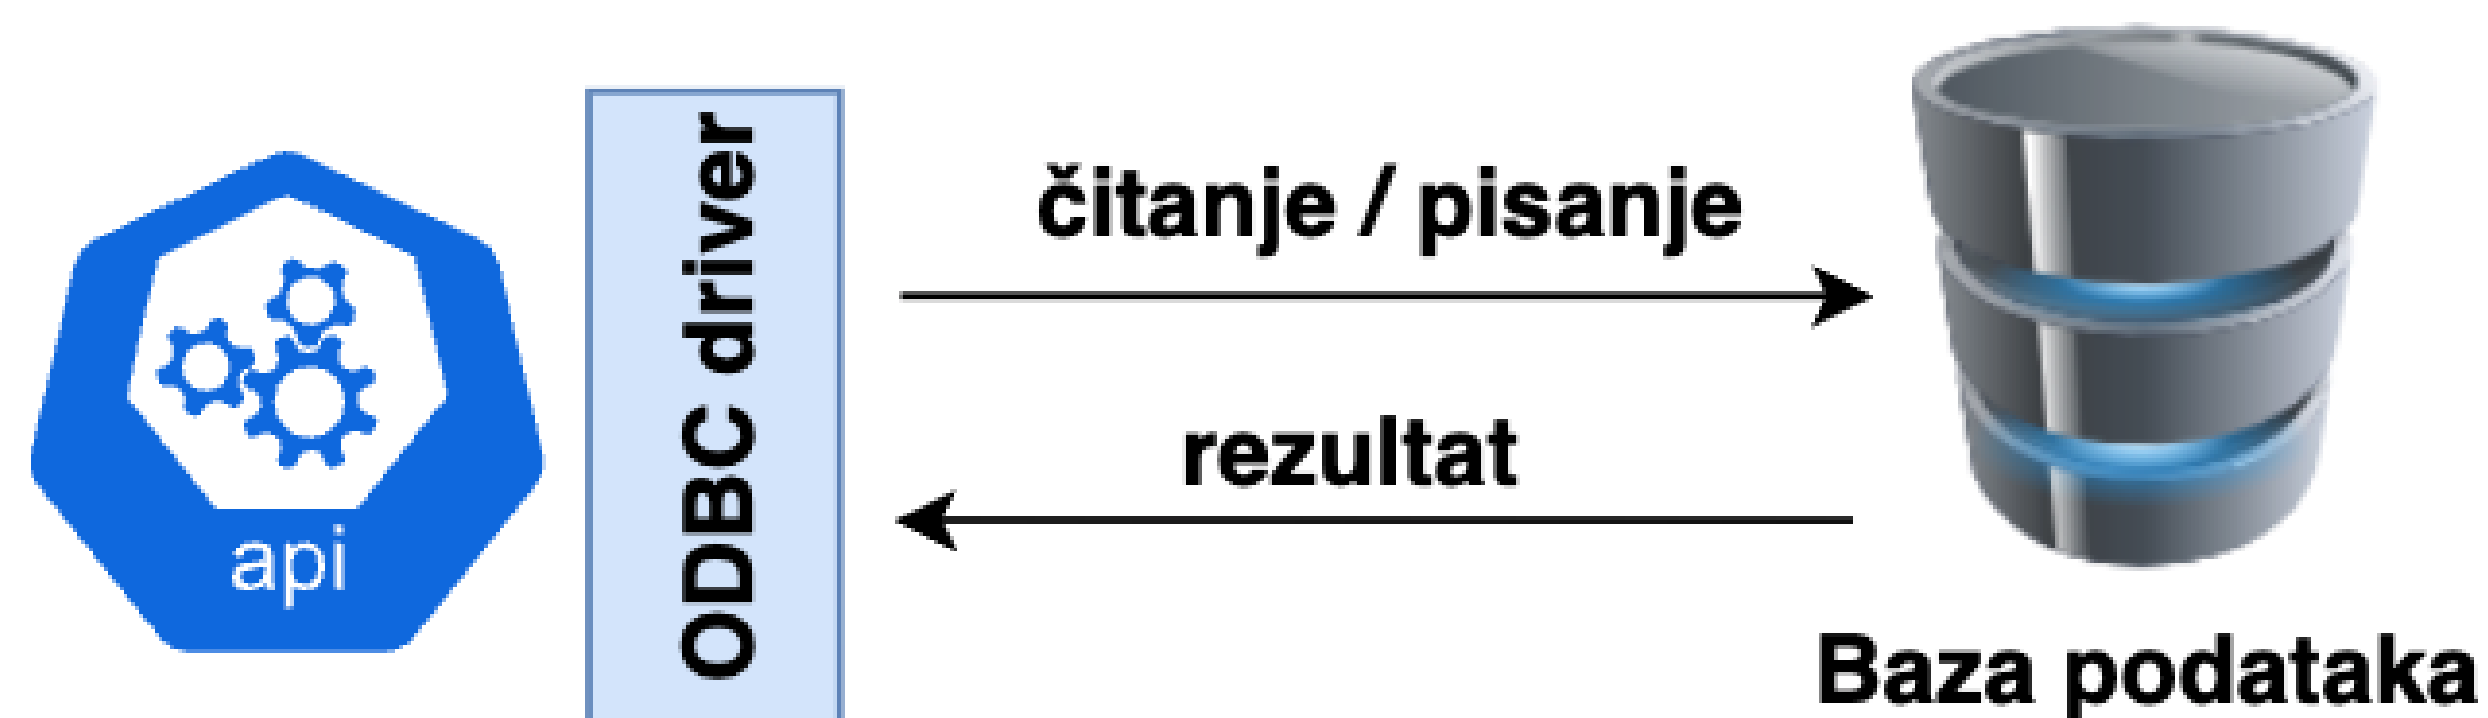 api
ODBC driver
čitanje / pisanje
rezultat
Baza podataka